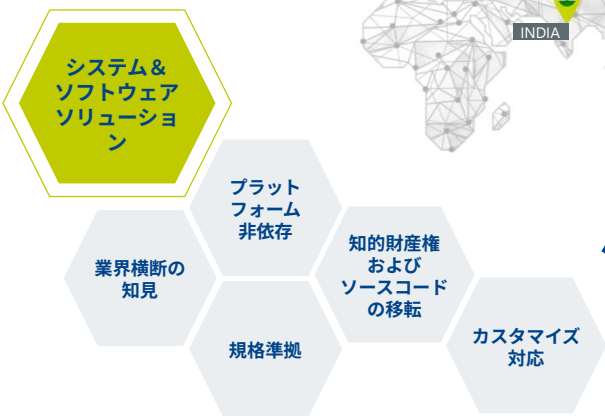 INDIA
システム＆
ソフトウェア
ソリューショ
ン
プラット
フォーム
非依存
業界横断の
知見
知的財産権
および
ソースコード
の移転
規格準拠
カスタマイズ
対応